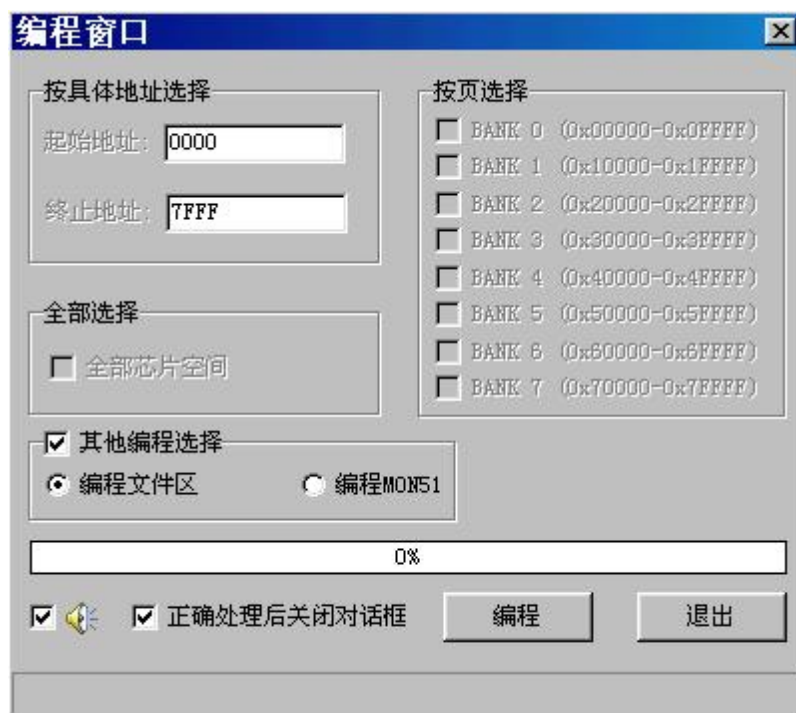 编程窗口
按具体地址选择
起始地址: 0000
终止地址: 7FFF
全部选择
全部芯片空间
按页选择
BANK 0 (0x00000-0x0FFFF)
BANK 1 (0x10000-0x1FFFF)
BANK 2 (0x20000-0x2FFFF)
BANK 3 (0x30000-0x3FFFF)
BANK 4 (0x40000-0x4FFFF)
BANK 5 (0x50000-0x5FFFF)
BANK 6 (0x60000-0x6FFFF)
BANK 7 (0x70000-0x7FFFF)
其他编程选择
编程文件区 编程MON51
0%
正确处理后关闭对话框 编程 退出